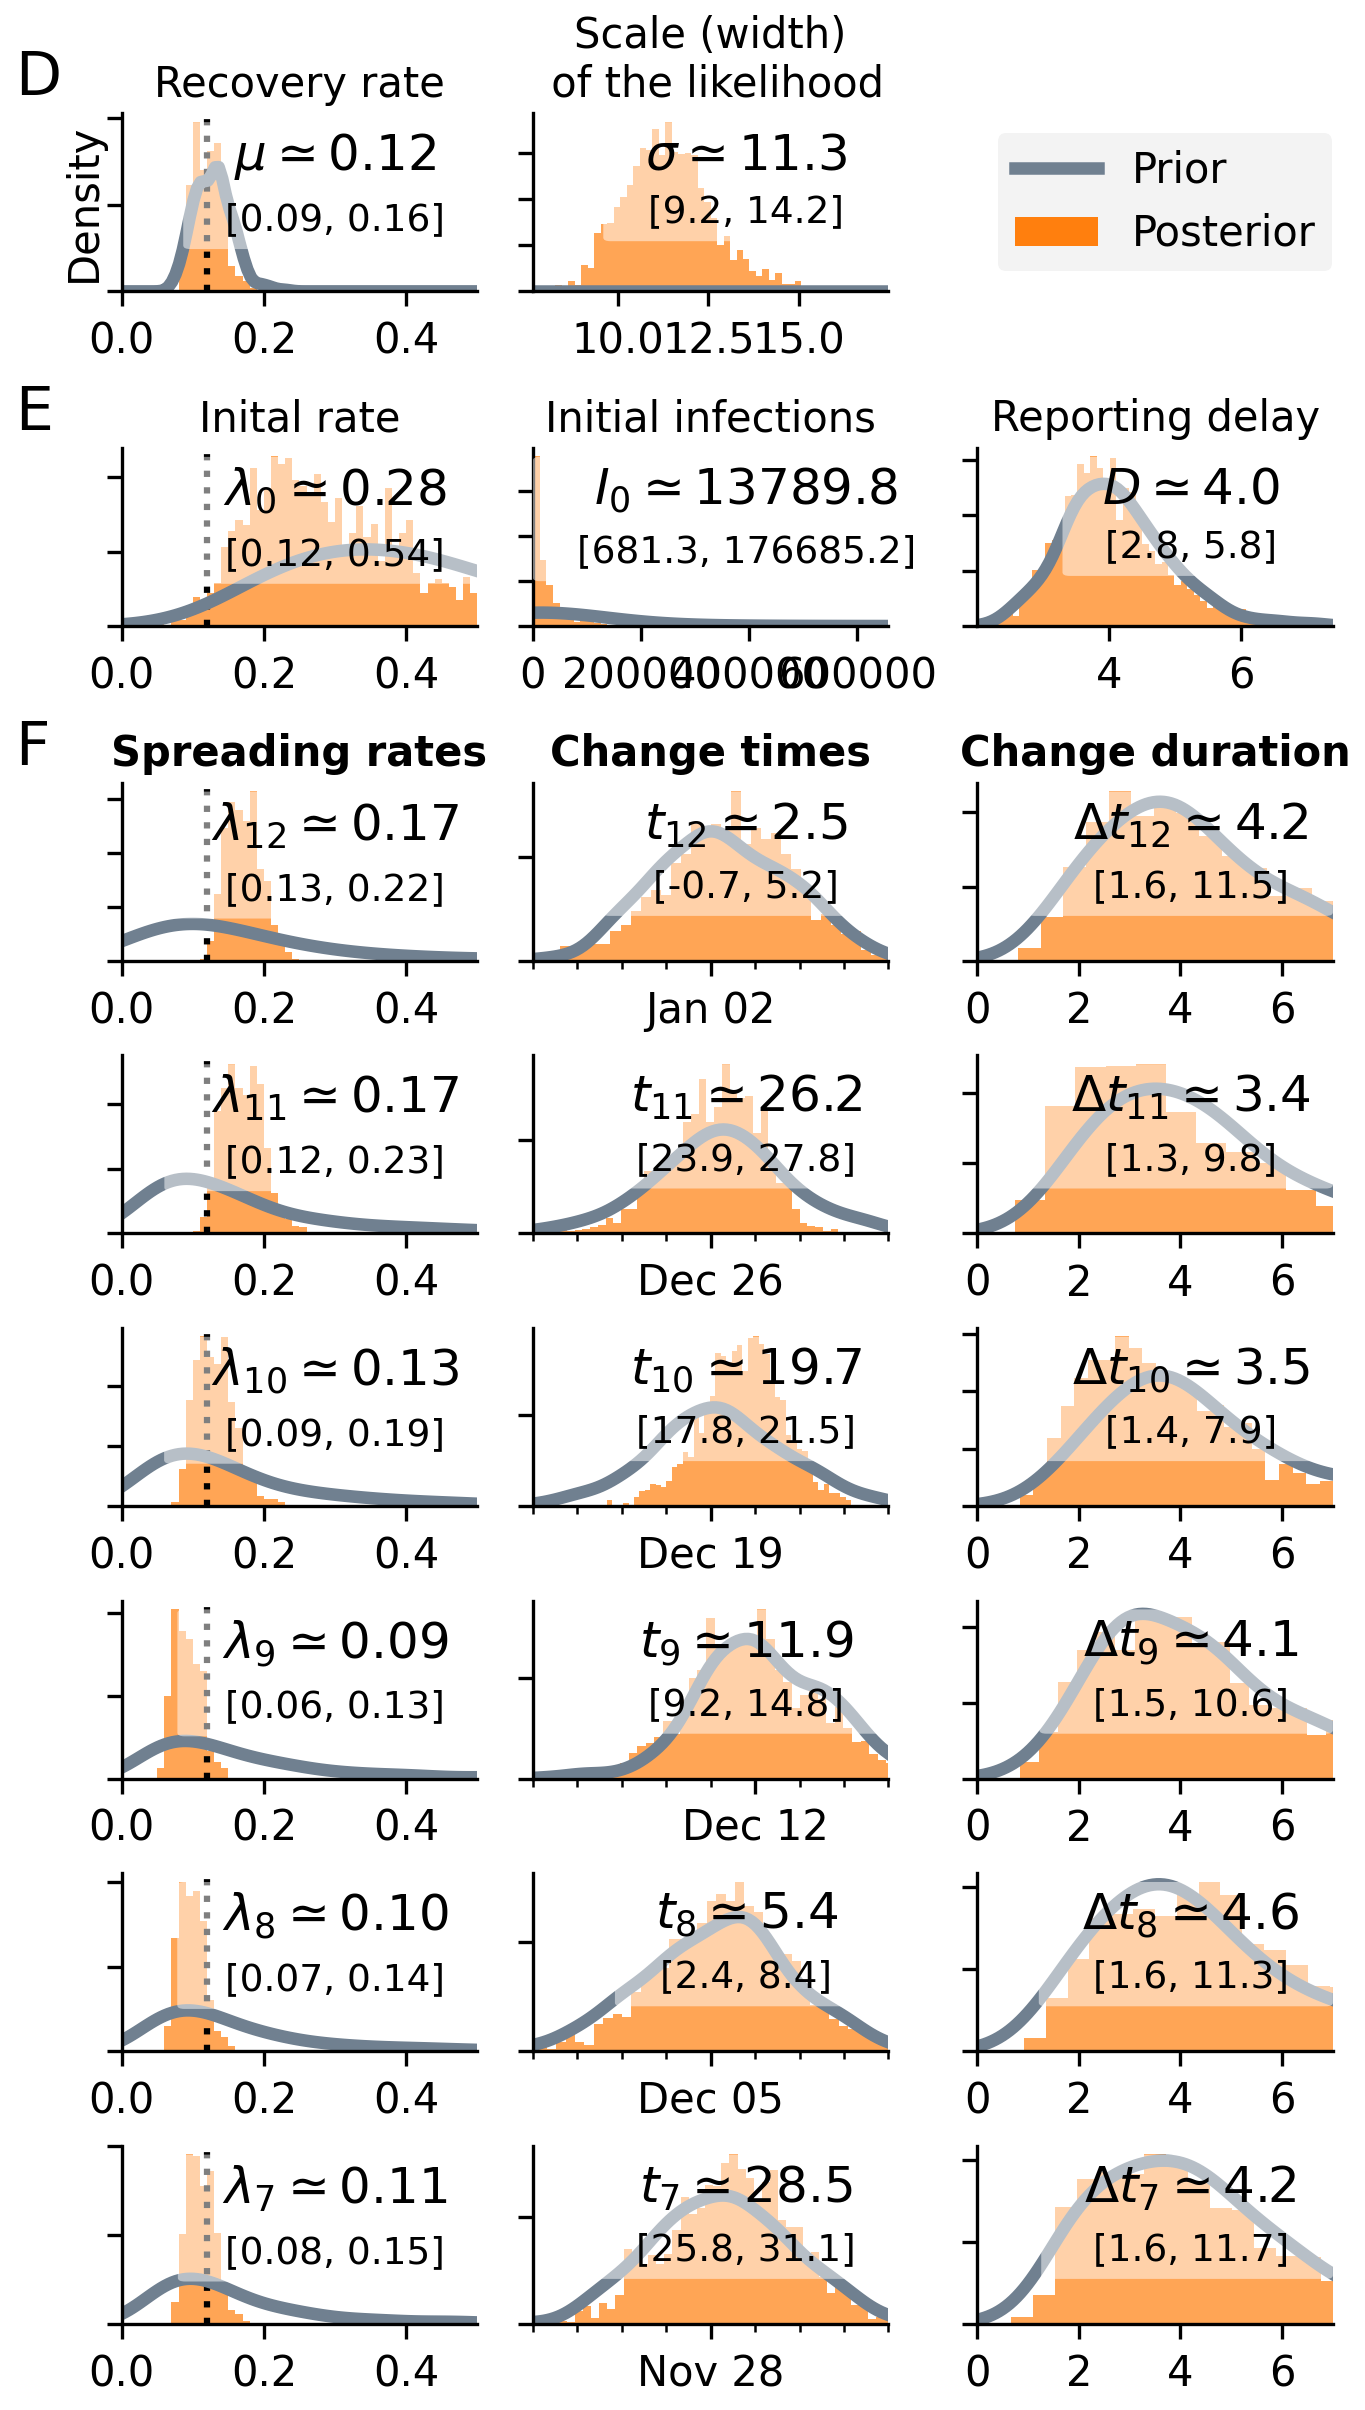 D
Recovery rate
Scale (width)
of the likelihood
Density
μ ≃ 0.12
[0.09, 0.16]
0.0 0.2 0.4
σ ≃ 11.3
[9.2, 14.2]
10.0 12.5 15.0
Prior
Posterior
E
Inital rate
λ0 ≃ 0.28
[0.12, 0.54]
0.0 0.2 0.4
Initial infections
I0 ≃ 13789.8
[681.3, 176685.2]
0 200000 400000 600000
Reporting delay
D ≃ 4.0
[2.8, 5.8]
4 6
F
Spreading rates
Change times
Change duration
λ12 ≃ 0.17
[0.13, 0.22]
0.0 0.2 0.4
t12 ≃ 2.5
[-0.7, 5.2]
Jan 02
Δt12 ≃ 4.2
[1.6, 11.5]
0 2 4 6
λ11 ≃ 0.17
[0.12, 0.23]
0.0 0.2 0.4
t11 ≃ 26.2
[23.9, 27.8]
Dec 26
Δt11 ≃ 3.4
[1.3, 9.8]
0 2 4 6
λ10 ≃ 0.13
[0.09, 0.19]
0.0 0.2 0.4
t10 ≃ 19.7
[17.8, 21.5]
Dec 19
Δt10 ≃ 3.5
[1.4, 7.9]
0 2 4 6
λ9 ≃ 0.09
[0.06, 0.13]
0.0 0.2 0.4
t9 ≃ 11.9
[9.2, 14.8]
Dec 12
Δt9 ≃ 4.1
[1.5, 10.6]
0 2 4 6
λ8 ≃ 0.10
[0.07, 0.14]
0.0 0.2 0.4
t8 ≃ 5.4
[2.4, 8.4]
Dec 05
Δt8 ≃ 4.6
[1.6, 11.3]
0 2 4 6
λ7 ≃ 0.11
[0.08, 0.15]
0.0 0.2 0.4
t7 ≃ 28.5
[25.8, 31.1]
Nov 28
Δt7 ≃ 4.2
[1.6, 11.7]
0 2 4 6